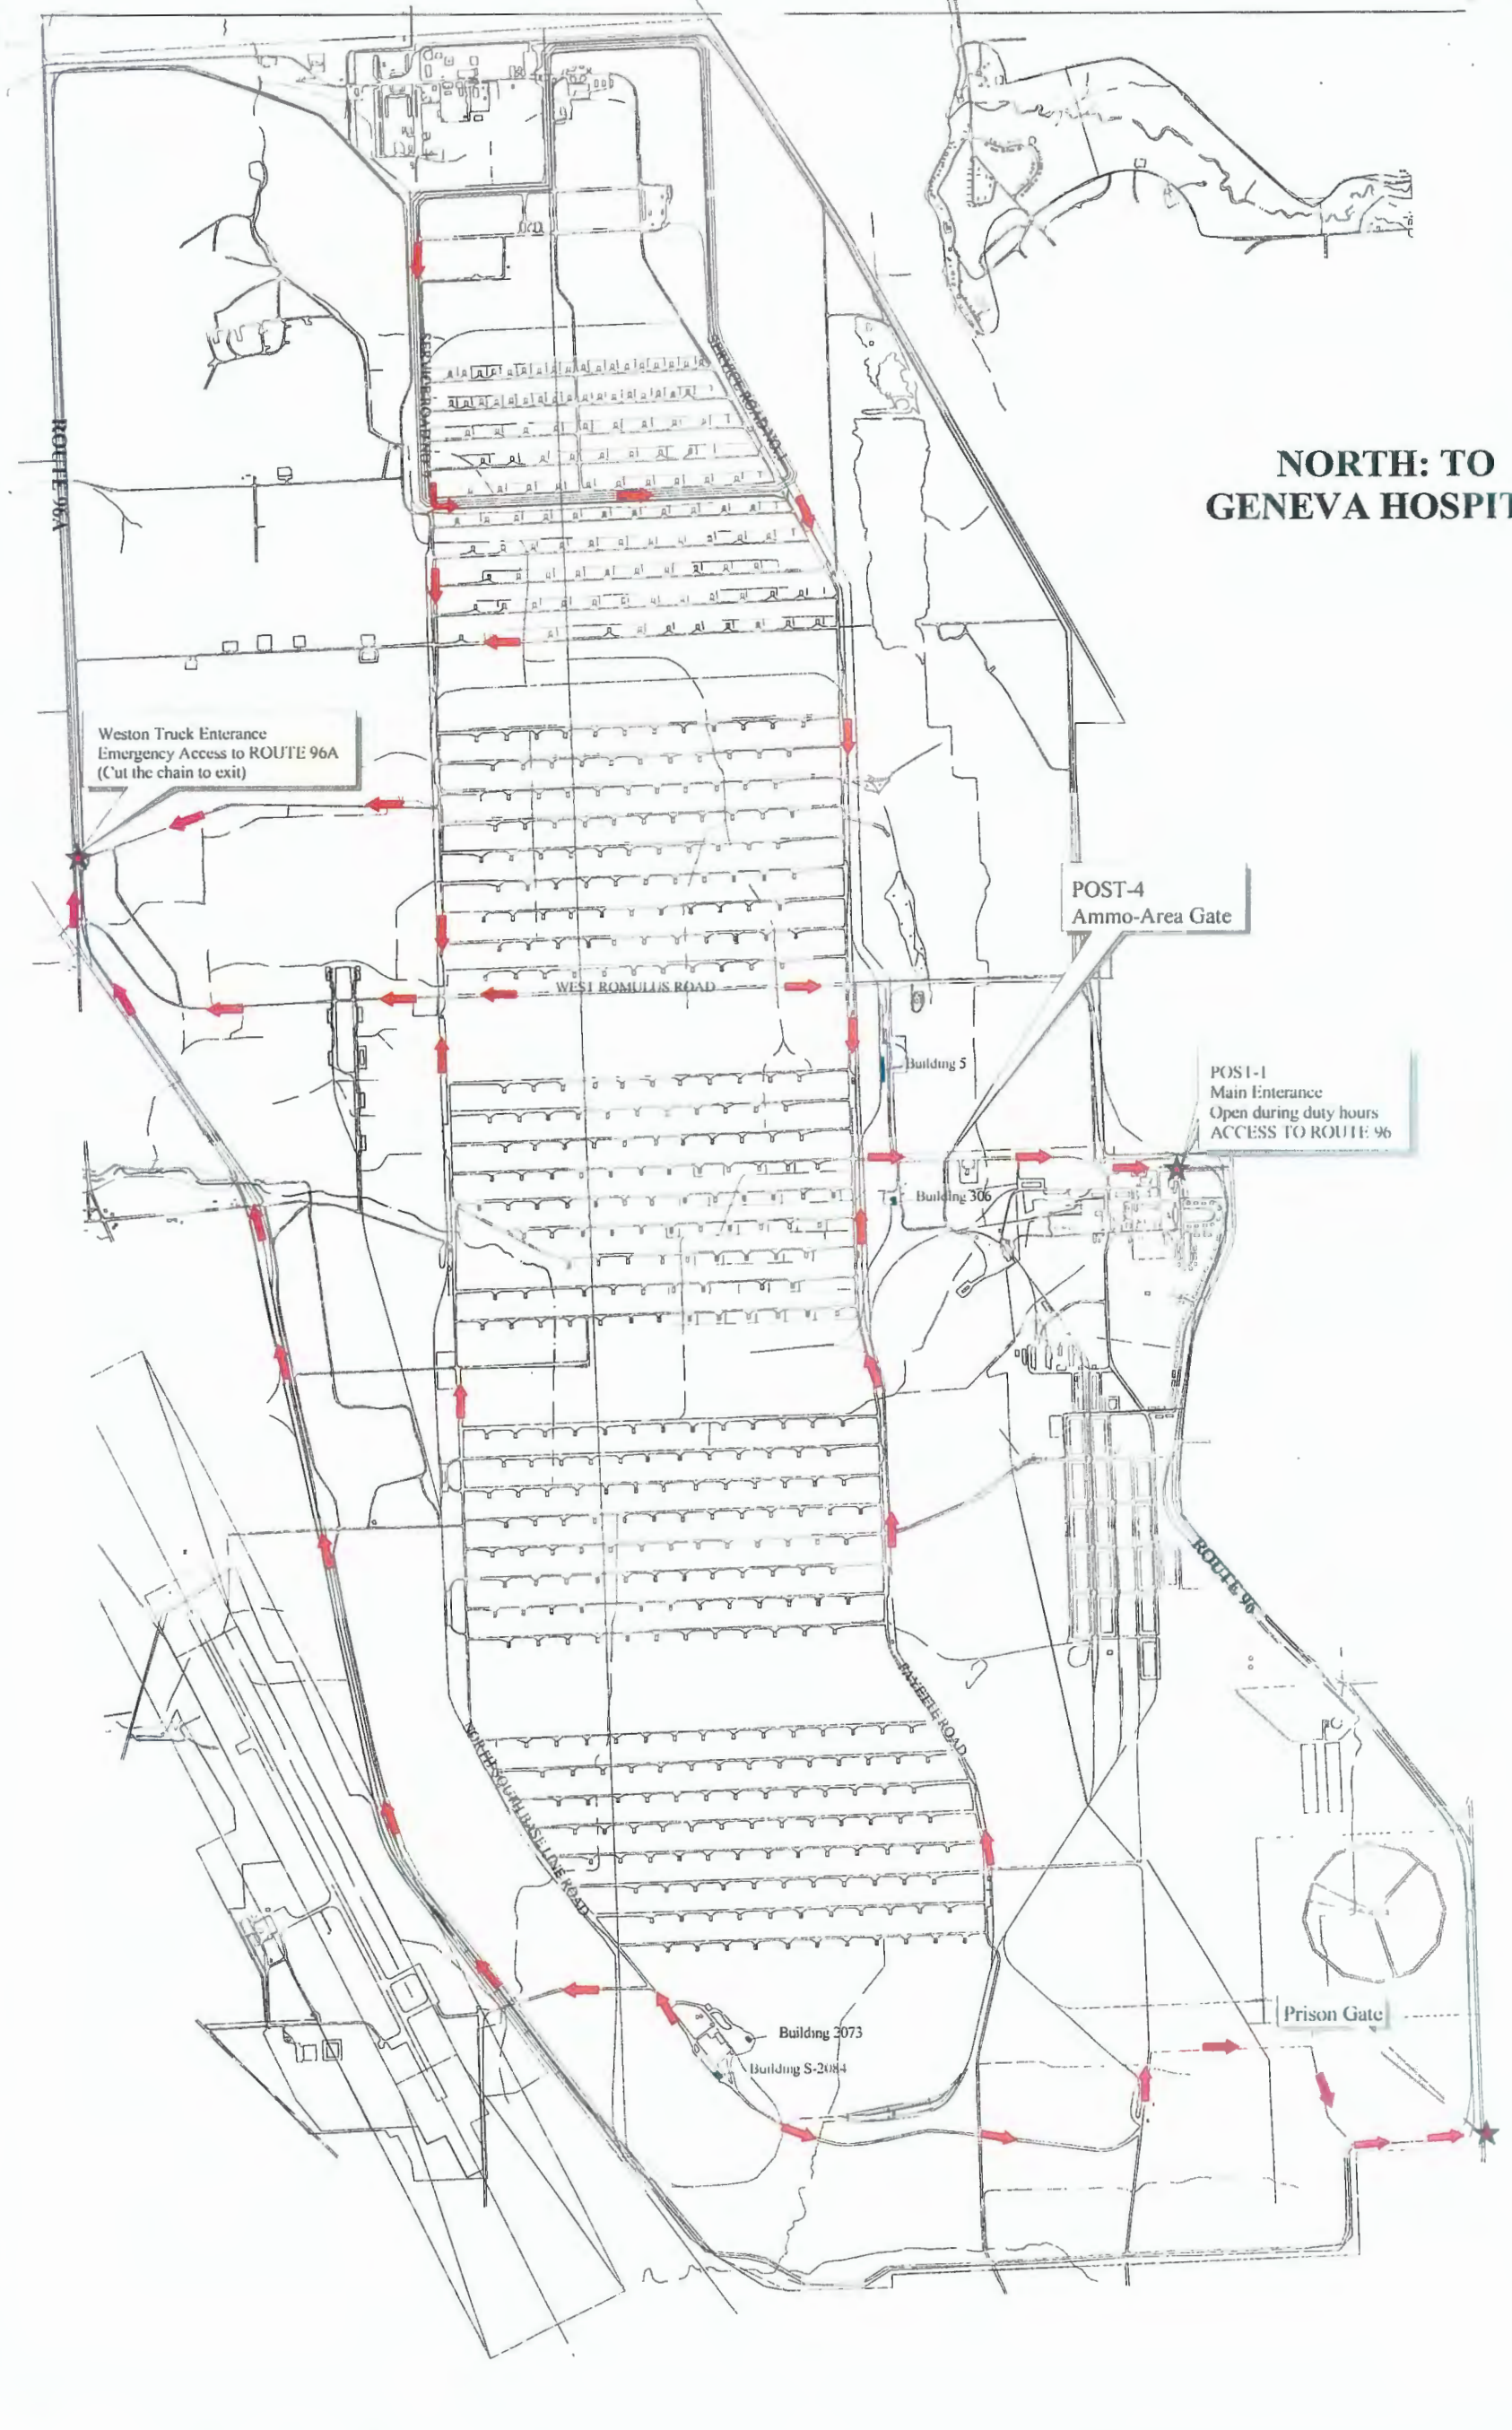 SERVICE ROAD NO.
SERVICE ROAD NO. 1
ROUTE 96A
NORTH: TO
GENEVA HOSPIT
Weston Truck Enterance
Emergency Access to ROUTE 96A
(Cut the chain to exit)
POST-4
Ammo-Area Gate
WEST ROMULUS ROAD
Building 5
POST-1
Main Enterance
Open during duty hours
ACCESS TO ROUTE 96
Building 306
ROUTE 96
FAYETTE ROAD
NORTH SOUTH BASE LINE ROAD
Prison Gate
Building 2073
Building S-2084